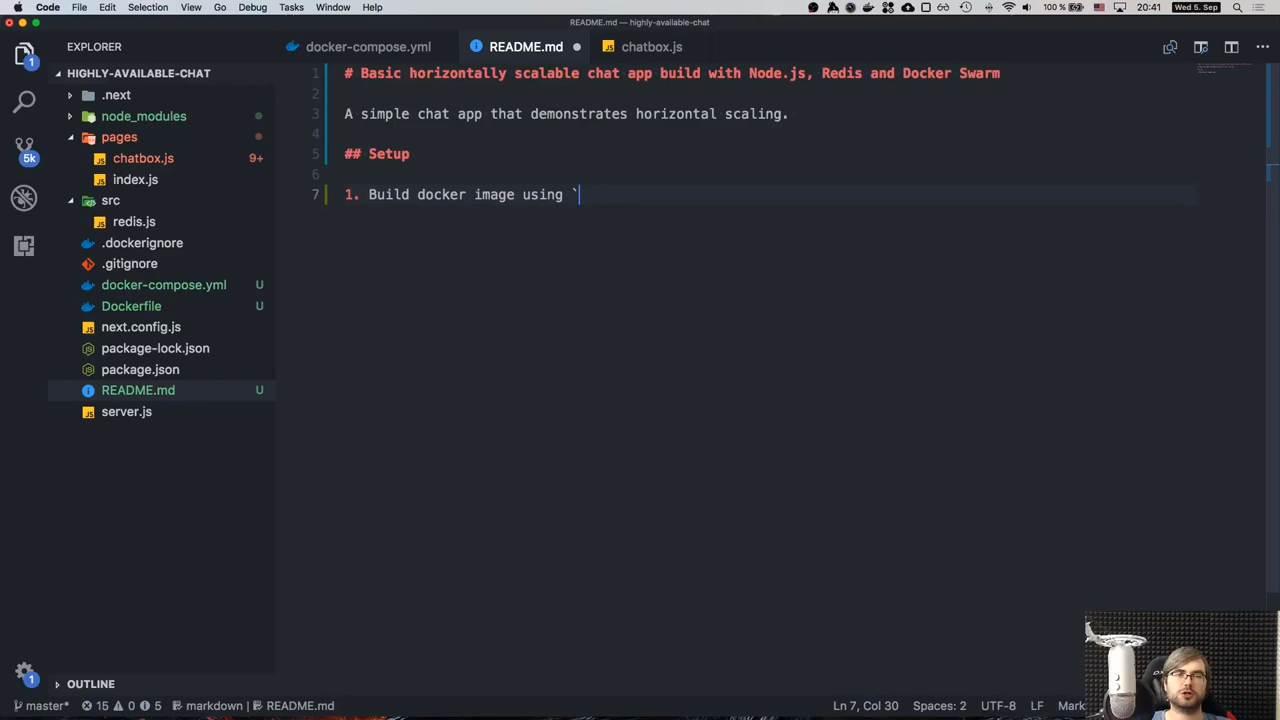 Code File Edit Selection View Go Debug Tasks Window Help 100 % 100 % 20:41 Wed 5. Sep
README.md — highly-available-chat
EXPLORER
docker-compose.yml README.md chatbox.js
HIGHLY-AVAILABLE-CHAT
.next
node_modules
pages
chatbox.js 9+
index.js
src
redis.js
.dockerignore
.gitignore
docker-compose.yml U
Dockerfile U
next.config.js
package-lock.json
package.json
README.md U
server.js
1
5k
1 # Basic horizontally scalable chat app build with Node.js, Redis and Docker Swarm
2
3 A simple chat app that demonstrates horizontal scaling.
4
5 ## Setup
6
7 1. Build docker image using `
OUTLINE
1
master* 15 0 5 markdown README.md Ln 7, Col 30 Spaces: 2 UTF-8 LF Mark